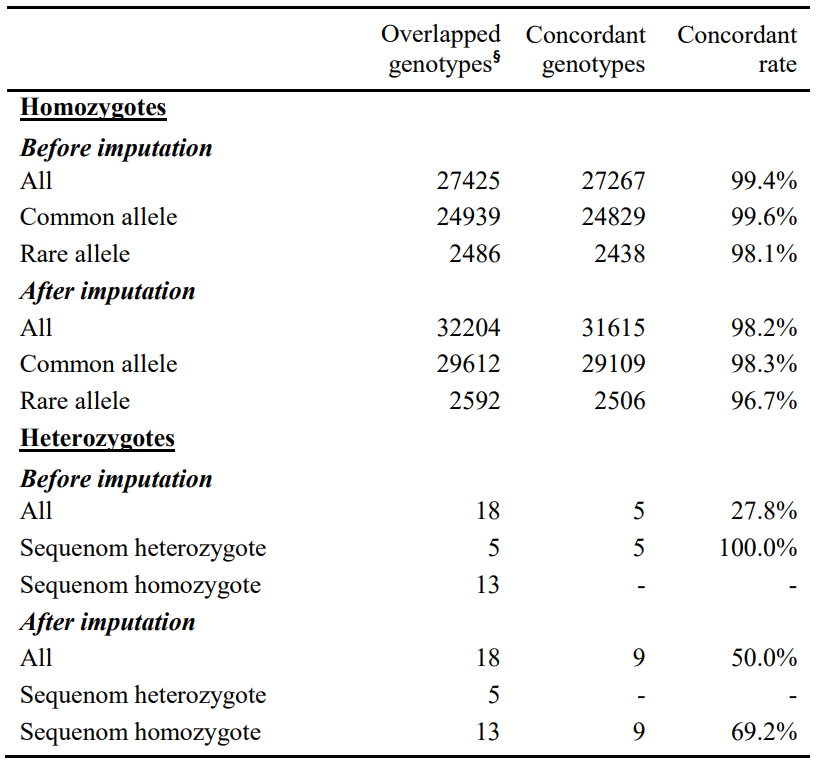 Overlapped Concordant Concordant
genotypes§ genotypes rate
Homozygotes
Before imputation
All 27425 27267 99.4%
Common allele 24939 24829 99.6%
Rare allele 2486 2438 98.1%
After imputation
All 32204 31615 98.2%
Common allele 29612 29109 98.3%
Rare allele 2592 2506 96.7%
Heterozygotes
Before imputation
All 18 5 27.8%
Sequenom heterozygote 5 5 100.0%
Sequenom homozygote 13 - -
After imputation
All 18 9 50.0%
Sequenom heterozygote 5 - -
Sequenom homozygote 13 9 69.2%